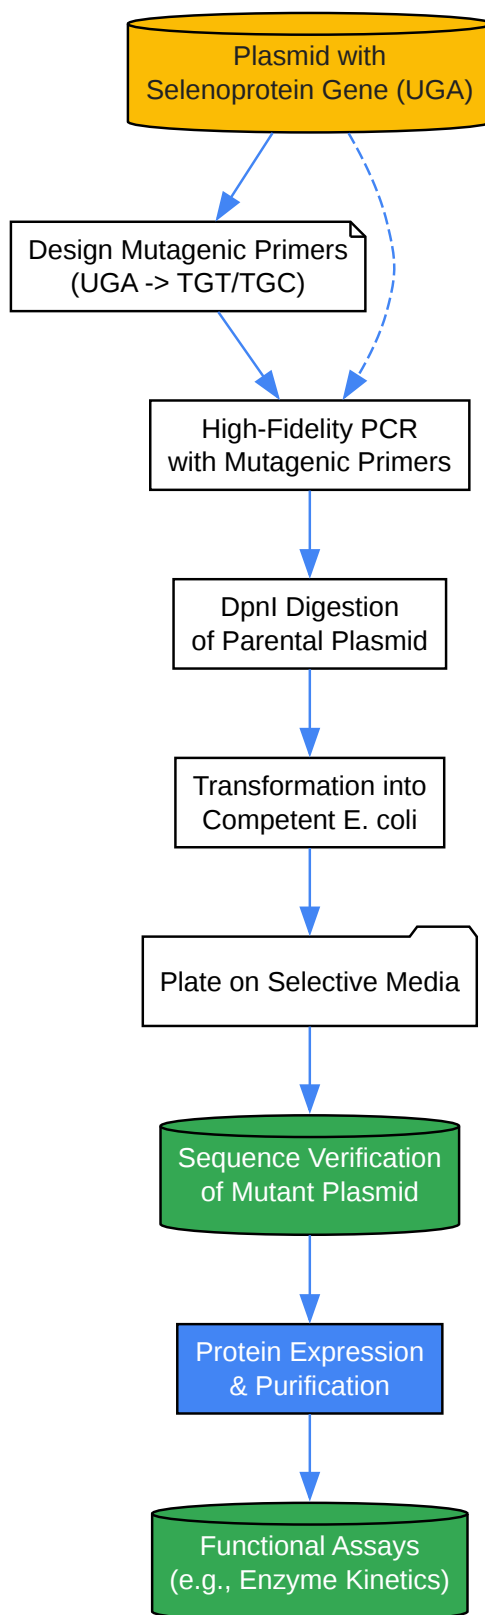 Plasmid with
Selenoprotein Gene (UGA)
Design Mutagenic Primers
(UGA -> TGT/TGC)
High-Fidelity PCR
with Mutagenic Primers
DpnI Digestion
of Parental Plasmid
Transformation into
Competent E. coli
Plate on Selective Media
Sequence Verification
of Mutant Plasmid
Protein Expression
& Purification
Functional Assays
(e.g., Enzyme Kinetics)